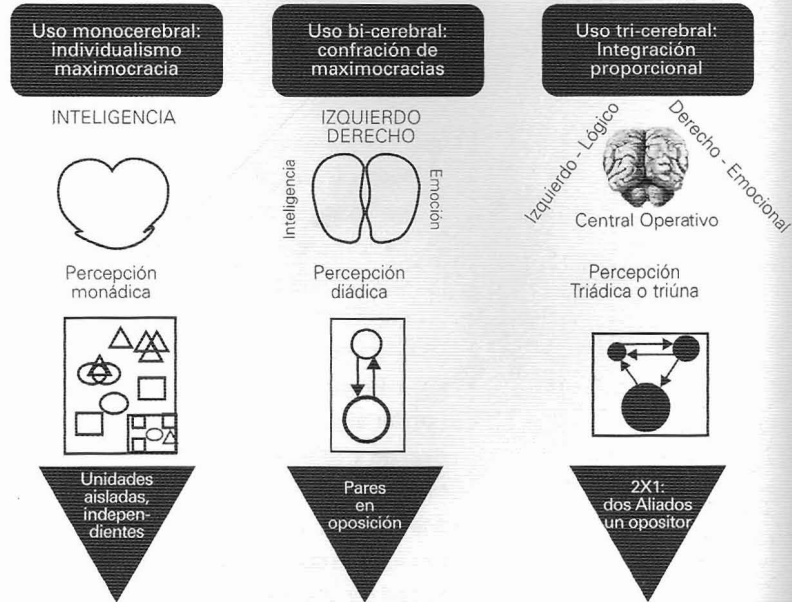 Uso monocerebral:
individualismo
maximocracia
INTELIGENCIA
Percepción
monádica
Unidades
aisladas,
indepen-
dientes
Uso bi-cerebral:
confración de
maximocracias
IZQUIERDO
DERECHO
Inteligencia
Emoción
Percepción
diádica
Pares
en
oposición
Uso tri-cerebral:
Integración
proporcional
Izquierdo - Lógico
Derecho - Emocional
Central Operativo
Percepción
Triádica o triúna
2X1:
dos Aliados
un opositor